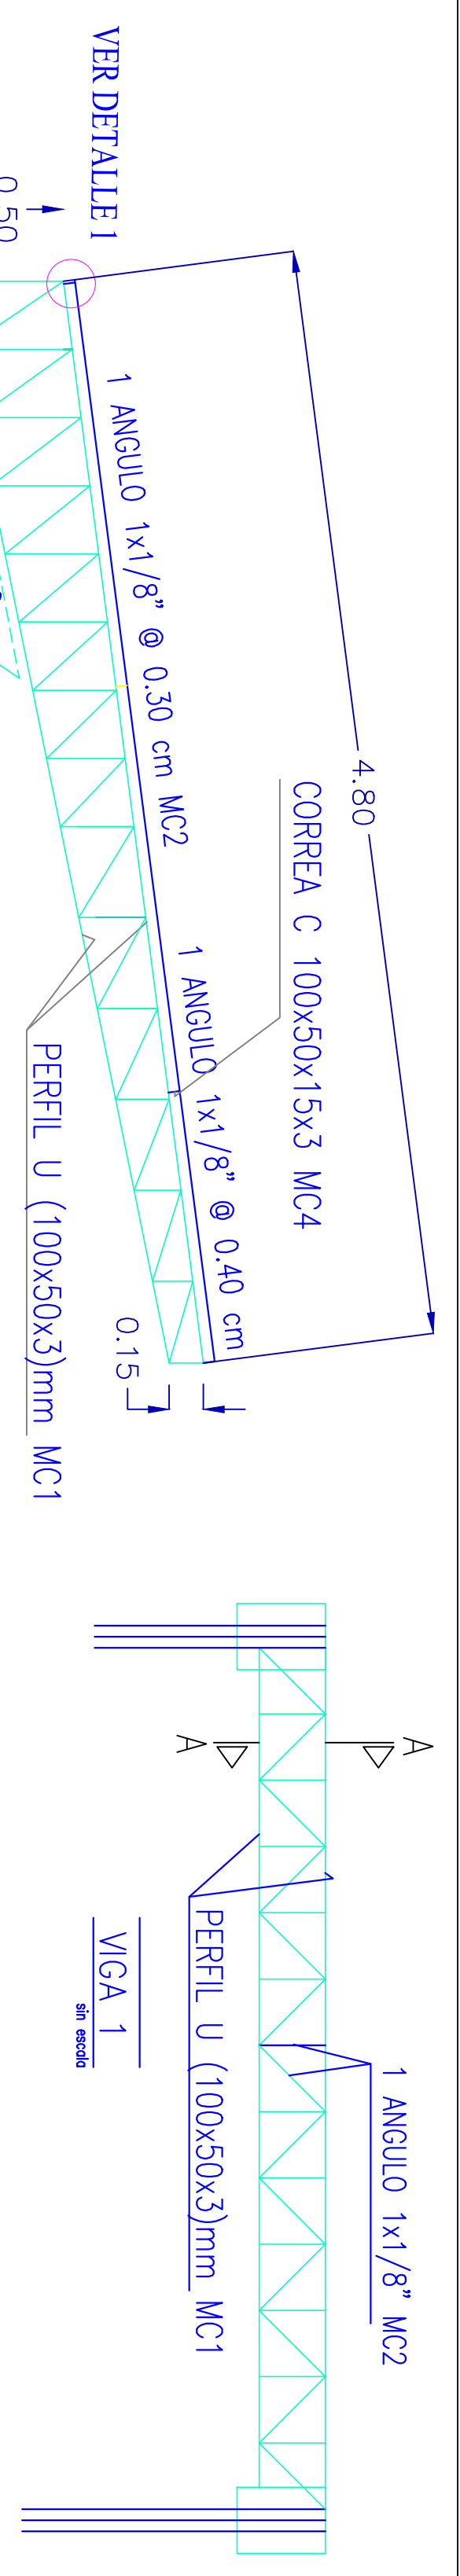 VER DETALLE 1
0.50
4.80
1 ANGULO 1x1/8" @ 0.30 cm MC2
1 ANGULO 1x1/8" @ 0.40 cm
CORREA C 100x50x15x3 MC4
PERFIL U (100x50x3)mm MC1
0.15
A
A
1 ANGULO 1x1/8" MC2
PERFIL U (100x50x3)mm MC1
VIGA 1
sin escala